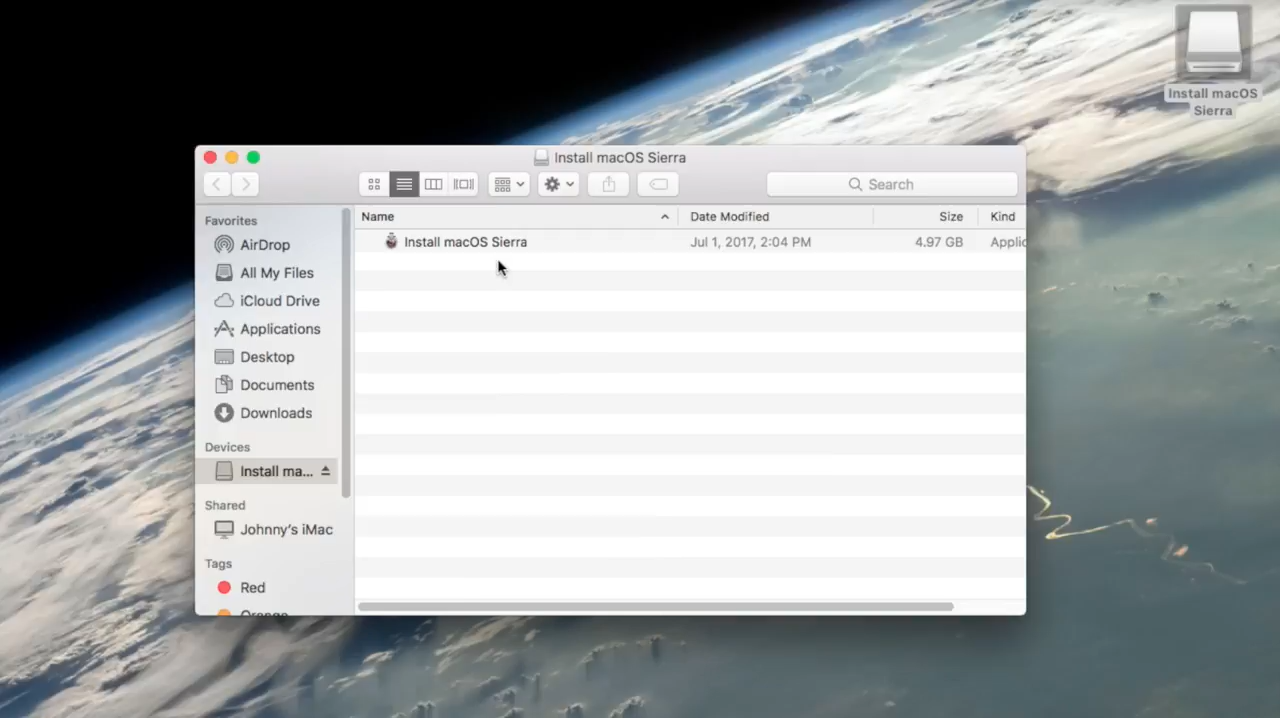 Install macOS
Sierra
Install macOS Sierra
Search
Favorites
AirDrop
All My Files
iCloud Drive
Applications
Desktop
Documents
Downloads
Devices
Install ma...
Shared
Johnny's iMac
Tags
Red
Orange
Name Date Modified Size Kind
Install macOS Sierra Jul 1, 2017, 2:04 PM 4.97 GB Applic